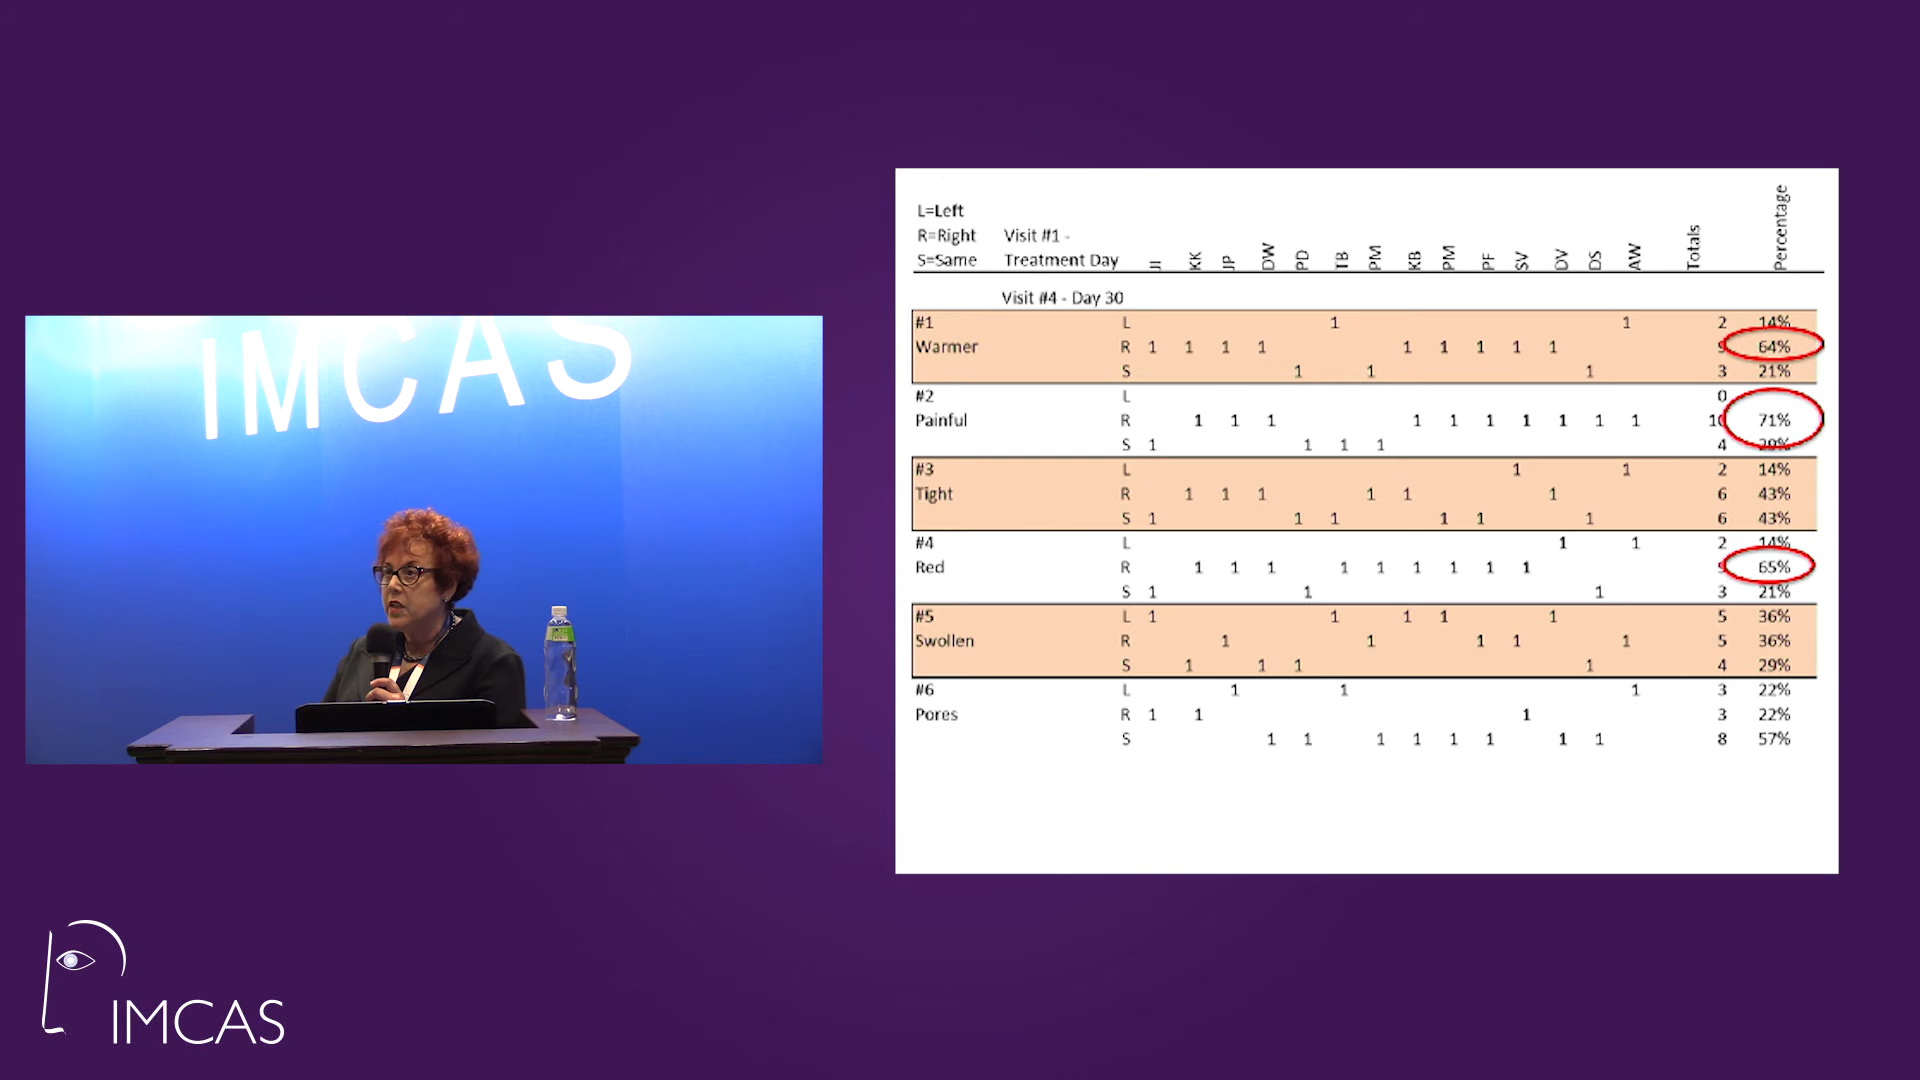 IMCAS
L=Left
R=Right Visit #1 -
S=Same Treatment Day JI KK JP DW PD TB PM KB PM PF SV DV DS AW Totals Percentage
Visit #4 - Day 30
#1 L 1 1 2 14%
Warmer R 1 1 1 1 1 1 1 1 1 9 64%
S 1 1 1 3 21%
#2 L 0
Painful R 1 1 1 1 1 1 1 1 1 1 10 71%
S 1 1 1 1 4 29%
#3 L 1 1 2 14%
Tight R 1 1 1 1 1 1 6 43%
S 1 1 1 1 1 1 6 43%
#4 L 1 1 2 14%
Red R 1 1 1 1 1 1 1 1 1 9 65%
S 1 1 1 3 21%
#5 L 1 1 1 1 1 5 36%
Swollen R 1 1 1 1 1 5 36%
S 1 1 1 1 4 29%
#6 L 1 1 1 3 22%
Pores R 1 1 1 3 22%
S 1 1 1 1 1 1 1 1 8 57%
IMCAS